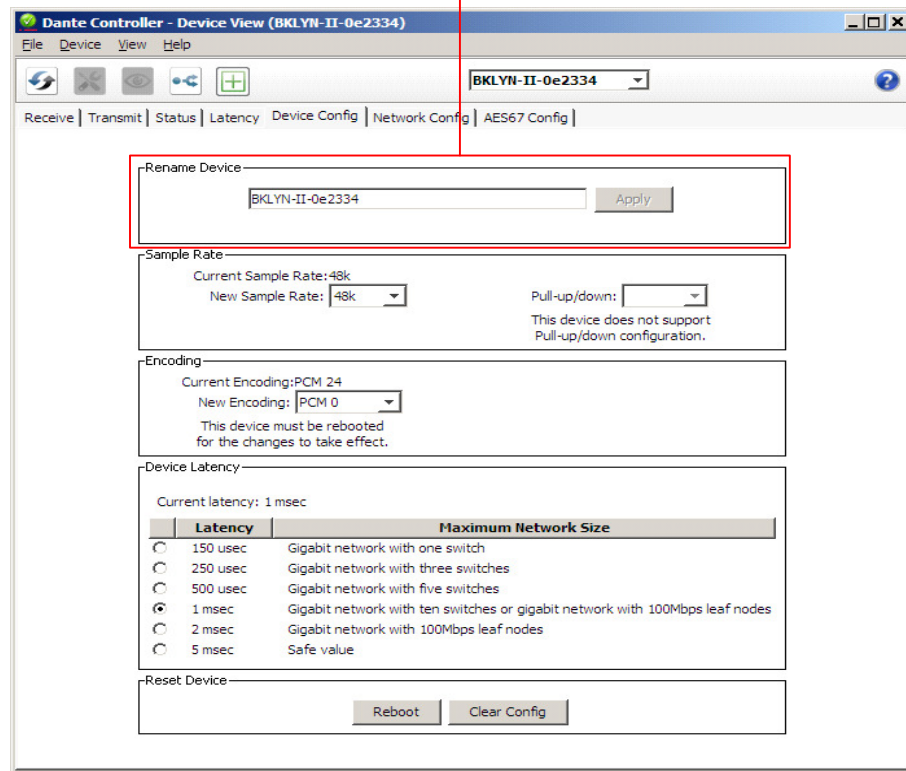 Dante Controller - Device View (BKLYN-II-0e2334)
File Device View Help
BKLYN-II-0e2334
?
Receive | Transmit | Status | Latency Device Config | Network Config | AES67 Config |
Rename Device
BKLYN-II-0e2334 Apply
Sample Rate
Current Sample Rate:48k
New Sample Rate: 48k Pull-up/down:
This device does not support
Pull-up/down configuration.
Encoding
Current Encoding:PCM 24
New Encoding: PCM 0
This device must be rebooted
for the changes to take effect.
Device Latency
Current latency: 1 msec
Latency Maximum Network Size
150 usec Gigabit network with one switch
250 usec Gigabit network with three switches
500 usec Gigabit network with five switches
1 msec Gigabit network with ten switches or gigabit network with 100Mbps leaf nodes
2 msec Gigabit network with 100Mbps leaf nodes
5 msec Safe value
Reset Device
Reboot Clear Config